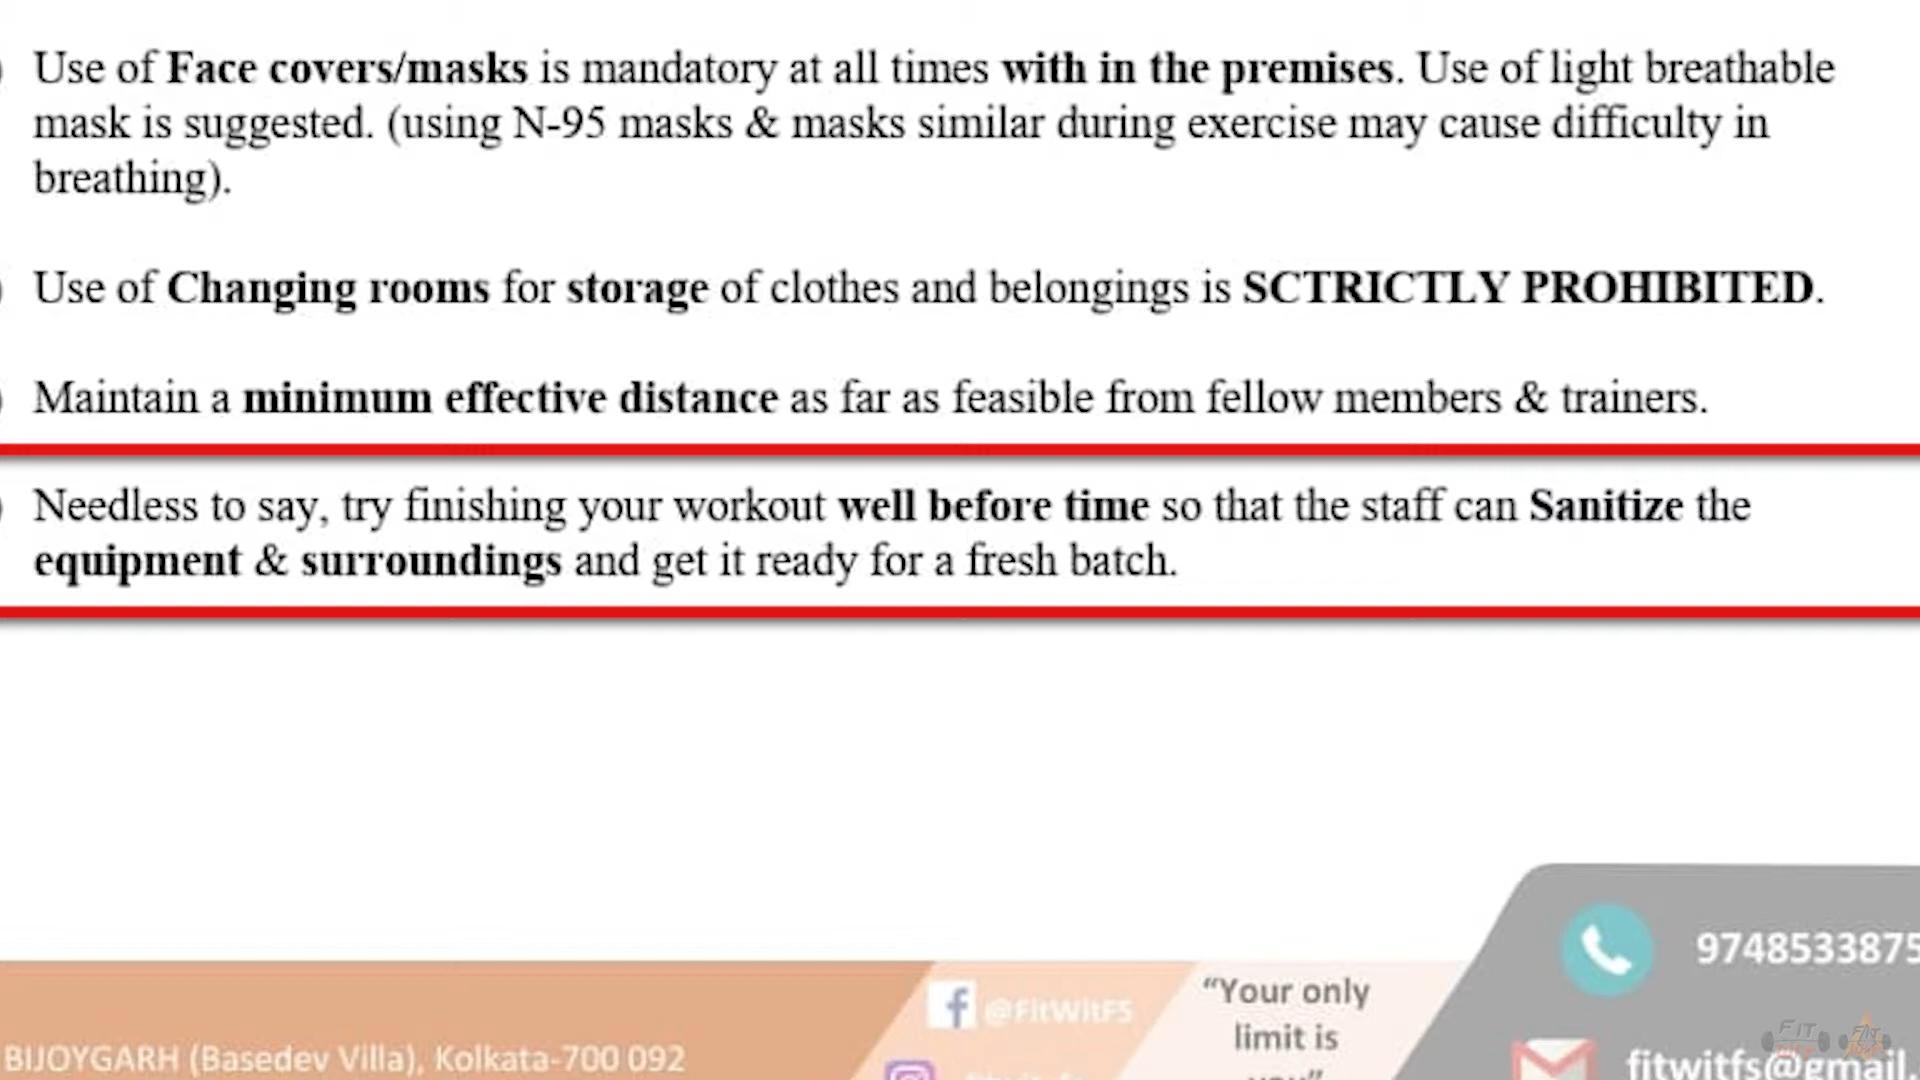 Use of Face covers/masks is mandatory at all times with in the premises. Use of light breathable
mask is suggested. (using N-95 masks & masks similar during exercise may cause difficulty in
breathing).
Use of Changing rooms for storage of clothes and belongings is SCTRICTLY PROHIBITED.
Maintain a minimum effective distance as far as feasible from fellow members & trainers.
Needless to say, try finishing your workout well before time so that the staff can Sanitize the
equipment & surroundings and get it ready for a fresh batch.
9748533875
@FitWitFS
"Your only
limit is
you"
BIJOYGARH (Basedev Villa), Kolkata-700 092
fitwitfs@gmail.
FIT